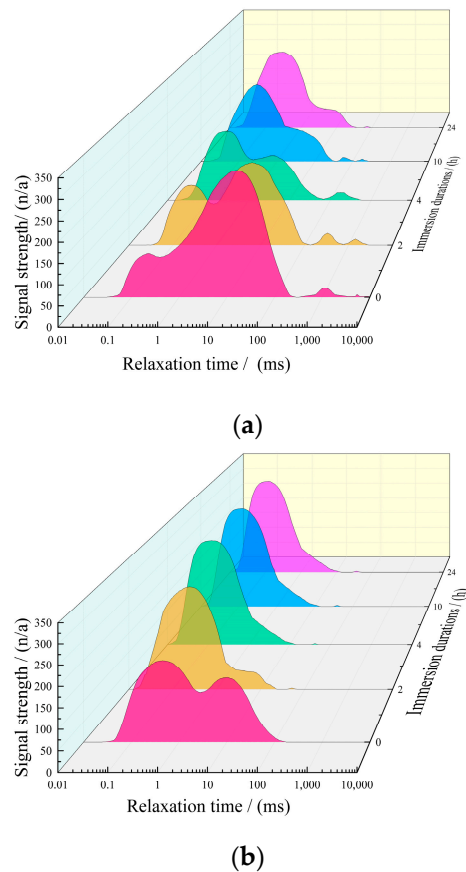 350
300
250
200
150
100
50
0
Signal strength/ (n/a)
0.01 0.1 1 10 100 1,000 10,000
Relaxation time / (ms)
0
2
4
10
24
Immersion durations / (h)
(a)
350
300
250
200
150
100
50
0
Signal strength / (n/a)
0.01 0.1 1 10 100 1,000 10,000
Relaxation time / (ms)
0
2
4
10
24
Immersion durations / (h)
(b)